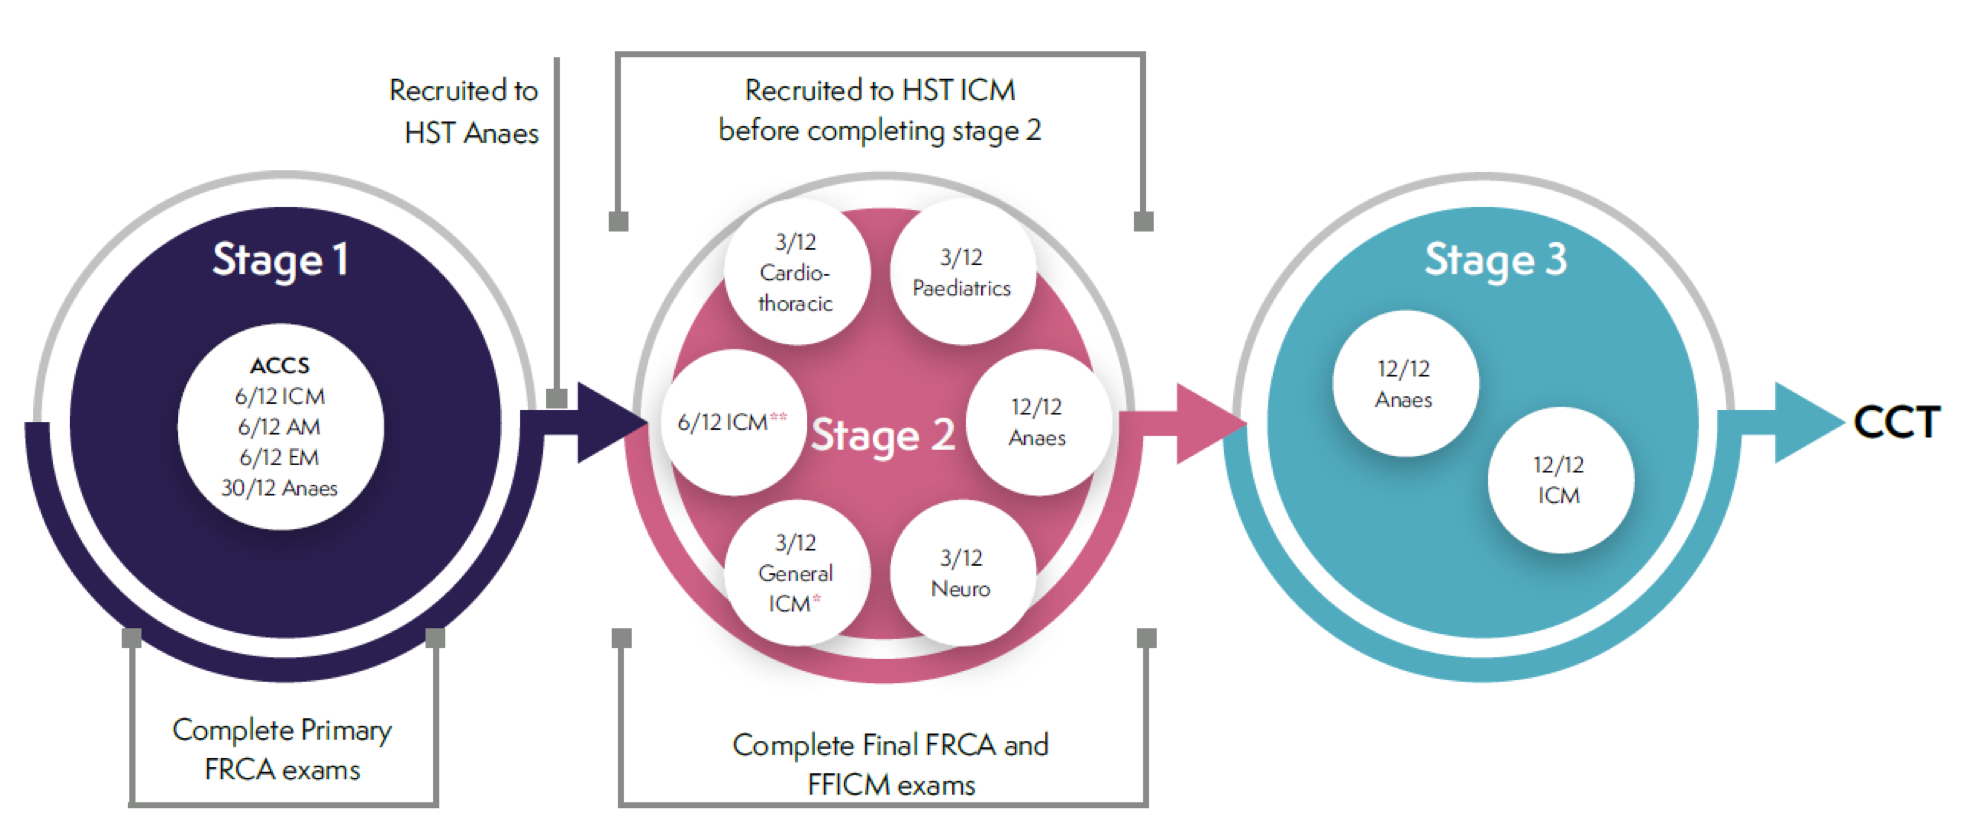 Recruited to
HST Anaes
Recruited to HST ICM
before completing stage 2
Stage 1
ACCS
6/12 ICM
6/12 AM
6/12 EM
30/12 Anaes
Complete Primary
FRCA exams
3/12
Cardio-
thoracic
3/12
Paediatrics
6/12 ICM**
Stage 2
12/12
Anaes
3/12
General
ICM*
3/12
Neuro
Complete Final FRCA and
FFICM exams
Stage 3
12/12
Anaes
12/12
ICM
CCT